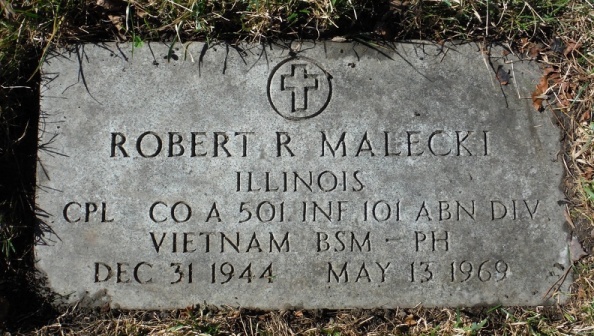 ROBERT R MALECKI
ILLINOIS
CPL CO A 501 INF 101 ABN DIV
VIETNAM BSM - PH
DEC 31 1944 MAY 13 1969